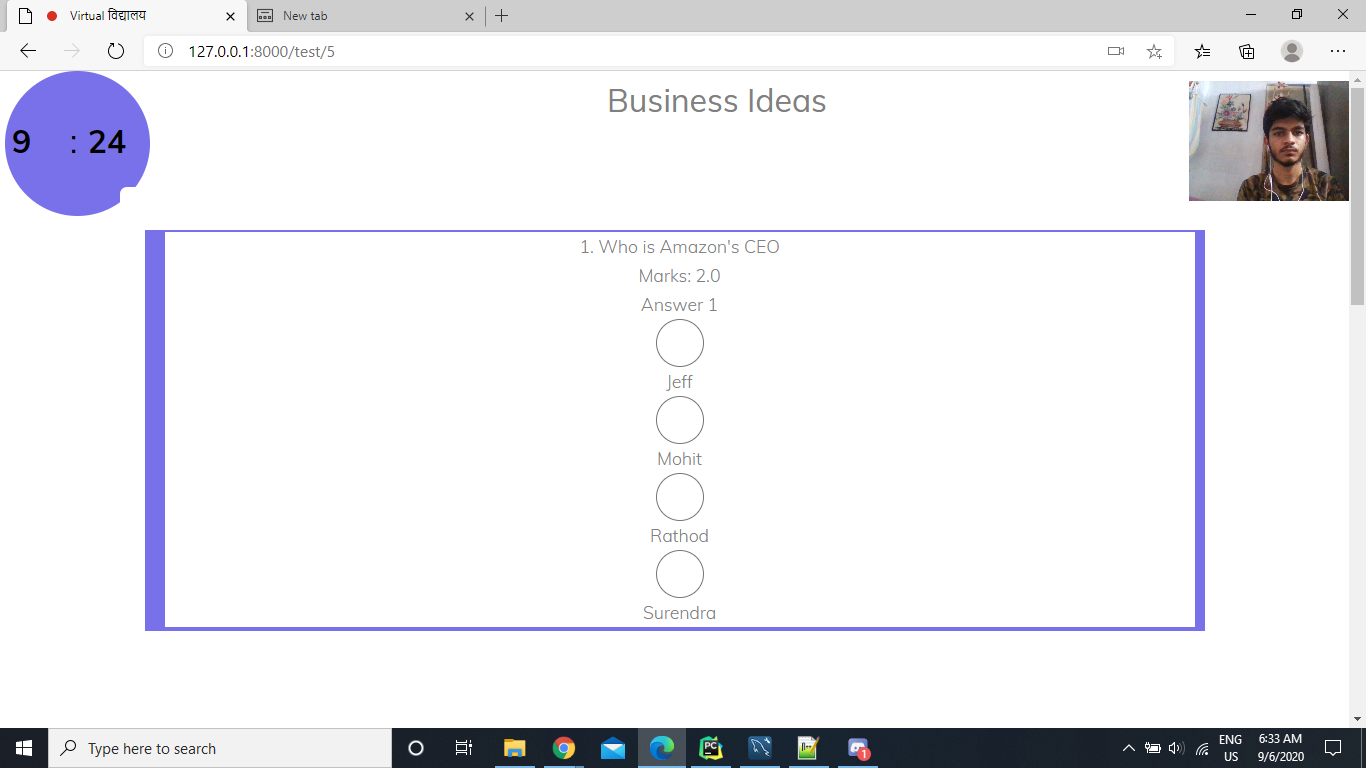 Virtual विद्यालय
New tab
127.0.0.1:8000/test/5
9 : 24
Business Ideas
1. Who is Amazon's CEO
Marks: 2.0
Answer 1
Jeff
Mohit
Rathod
Surendra
Type here to search
PC
1
ENG
US
6:33 AM
9/6/2020